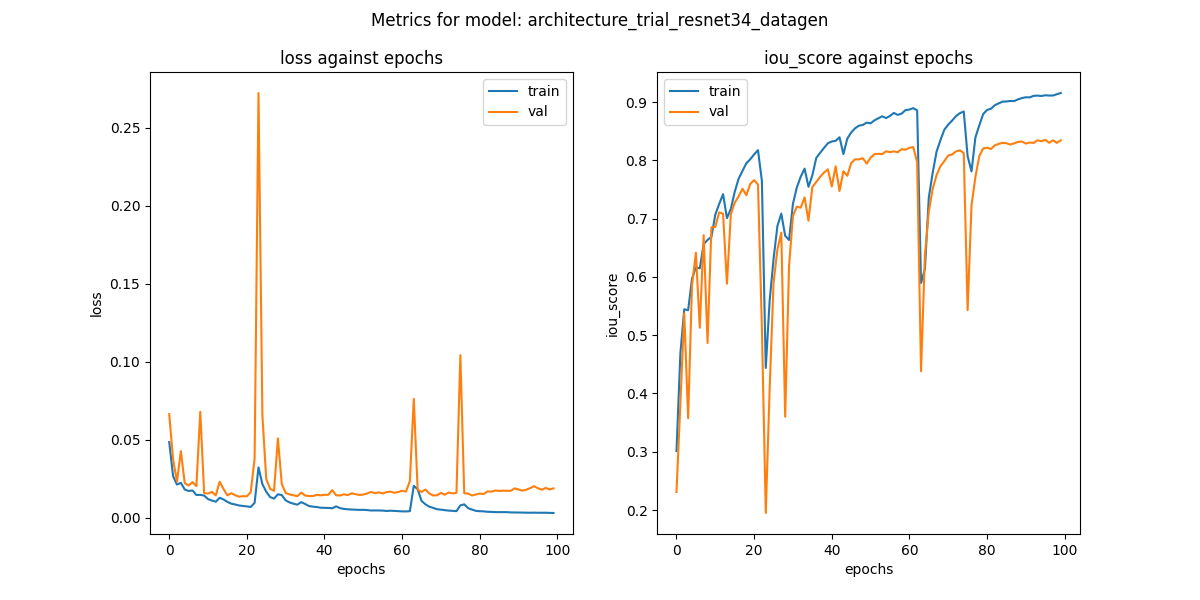 Metrics for model: architecture_trial_resnet34_datagen
loss against epochs
train
val
0.25
0.20
0.15
0.10
0.05
0.00
loss
0 20 40 60 80 100
epochs
iou_score against epochs
train
val
0.9
0.8
0.7
0.6
0.5
0.4
0.3
0.2
iou_score
0 20 40 60 80 100
epochs